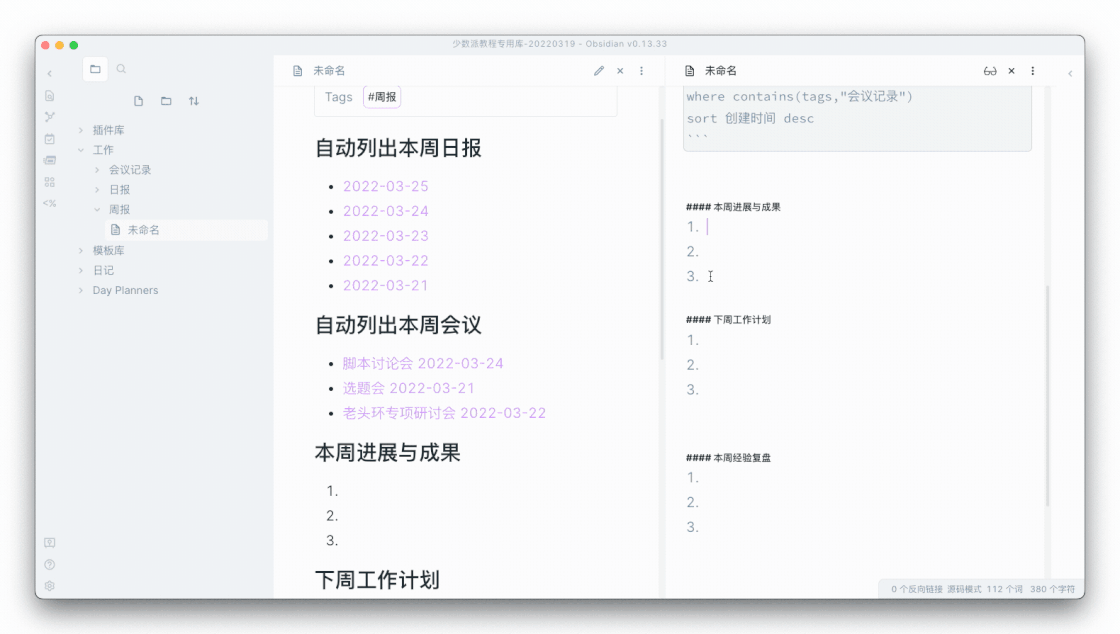 少数派教程专用库-20220319 - Obsidian v0.13.33
插件库
工作
会议记录
日报
周报
未命名
模板库
日记
Day Planners
未命名
Tags #周报
自动列出本周日报
2022-03-25
2022-03-24
2022-03-23
2022-03-22
2022-03-21
自动列出本周会议
脚本讨论会 2022-03-24
选题会 2022-03-21
老头环专项研讨会 2022-03-22
本周进展与成果
1.
2.
3.
下周工作计划
未命名
where contains(tags,"会议记录")
sort 创建时间 desc
```
#### 本周进展与成果
1.
2.
3.
#### 下周工作计划
1.
2.
3.
#### 本周经验复盘
1.
2.
3.
0 个反向链接 源码模式 112 个词 380 个字符